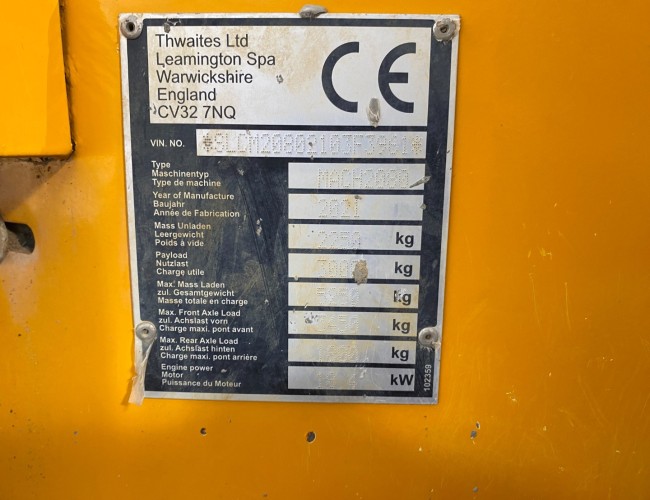 Thwaites Ltd
Leamington Spa
Warwickshire
England
CV32 7NQ
CE
VIN. NO.
Type
Maschinentyp
Type de machine
MACH2080
Year of Manufacture
Baujahr
Année de Fabrication
2021
Mass Unladen
Leergewicht
Poids à vide
kg
Payload
Nutzlast
Charge utile
kg
Max. Mass Laden
zul. Gesamtgewicht
Masse totale en charge
kg
Max. Front Axle Load
zul. Achslast vorn
Charge maxi. pont avant
kg
Max. Rear Axle Load
zul. Achslast hinten
Charge maxi. pont arrière
kg
Engine power
Motor
Puissance du Moteur
kW
102359